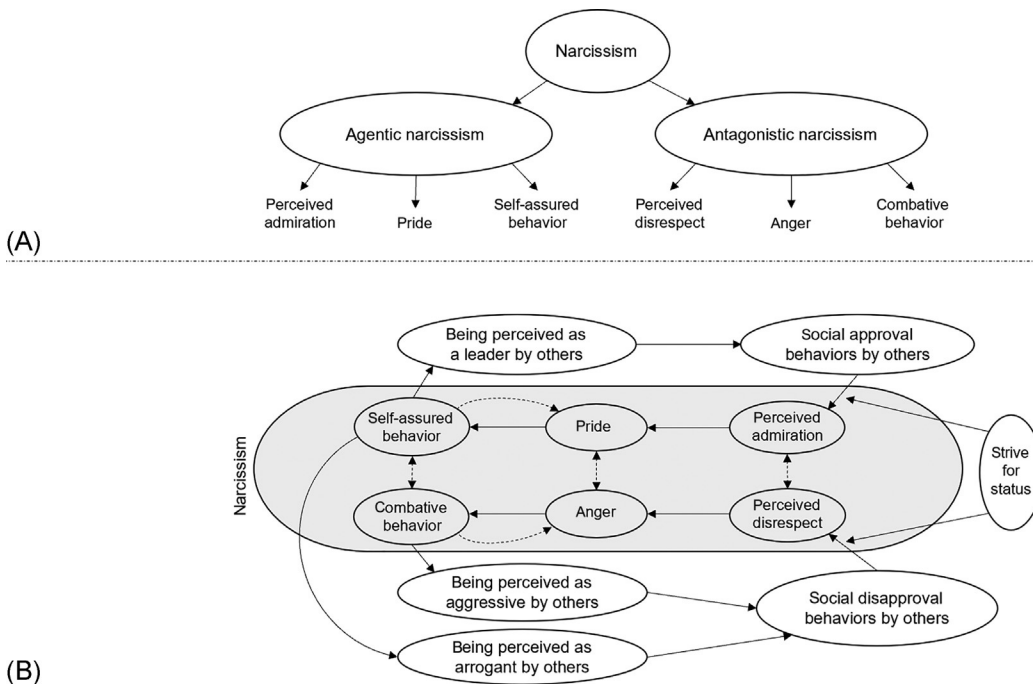 Narcissism
Agentic narcissism
Antagonistic narcissism
Perceived
admiration
Pride
Self-assured
behavior
Perceived
disrespect
Anger
Combative
behavior
(A)
Being perceived as
a leader by others
Social approval
behaviors by others
Narcissism
Self-assured
behavior
Pride
Perceived
admiration
Strive
for
status
Combative
behavior
Anger
Perceived
disrespect
Being perceived as
aggressive by others
Social disapproval
behaviors by others
Being perceived as
arrogant by others
(B)